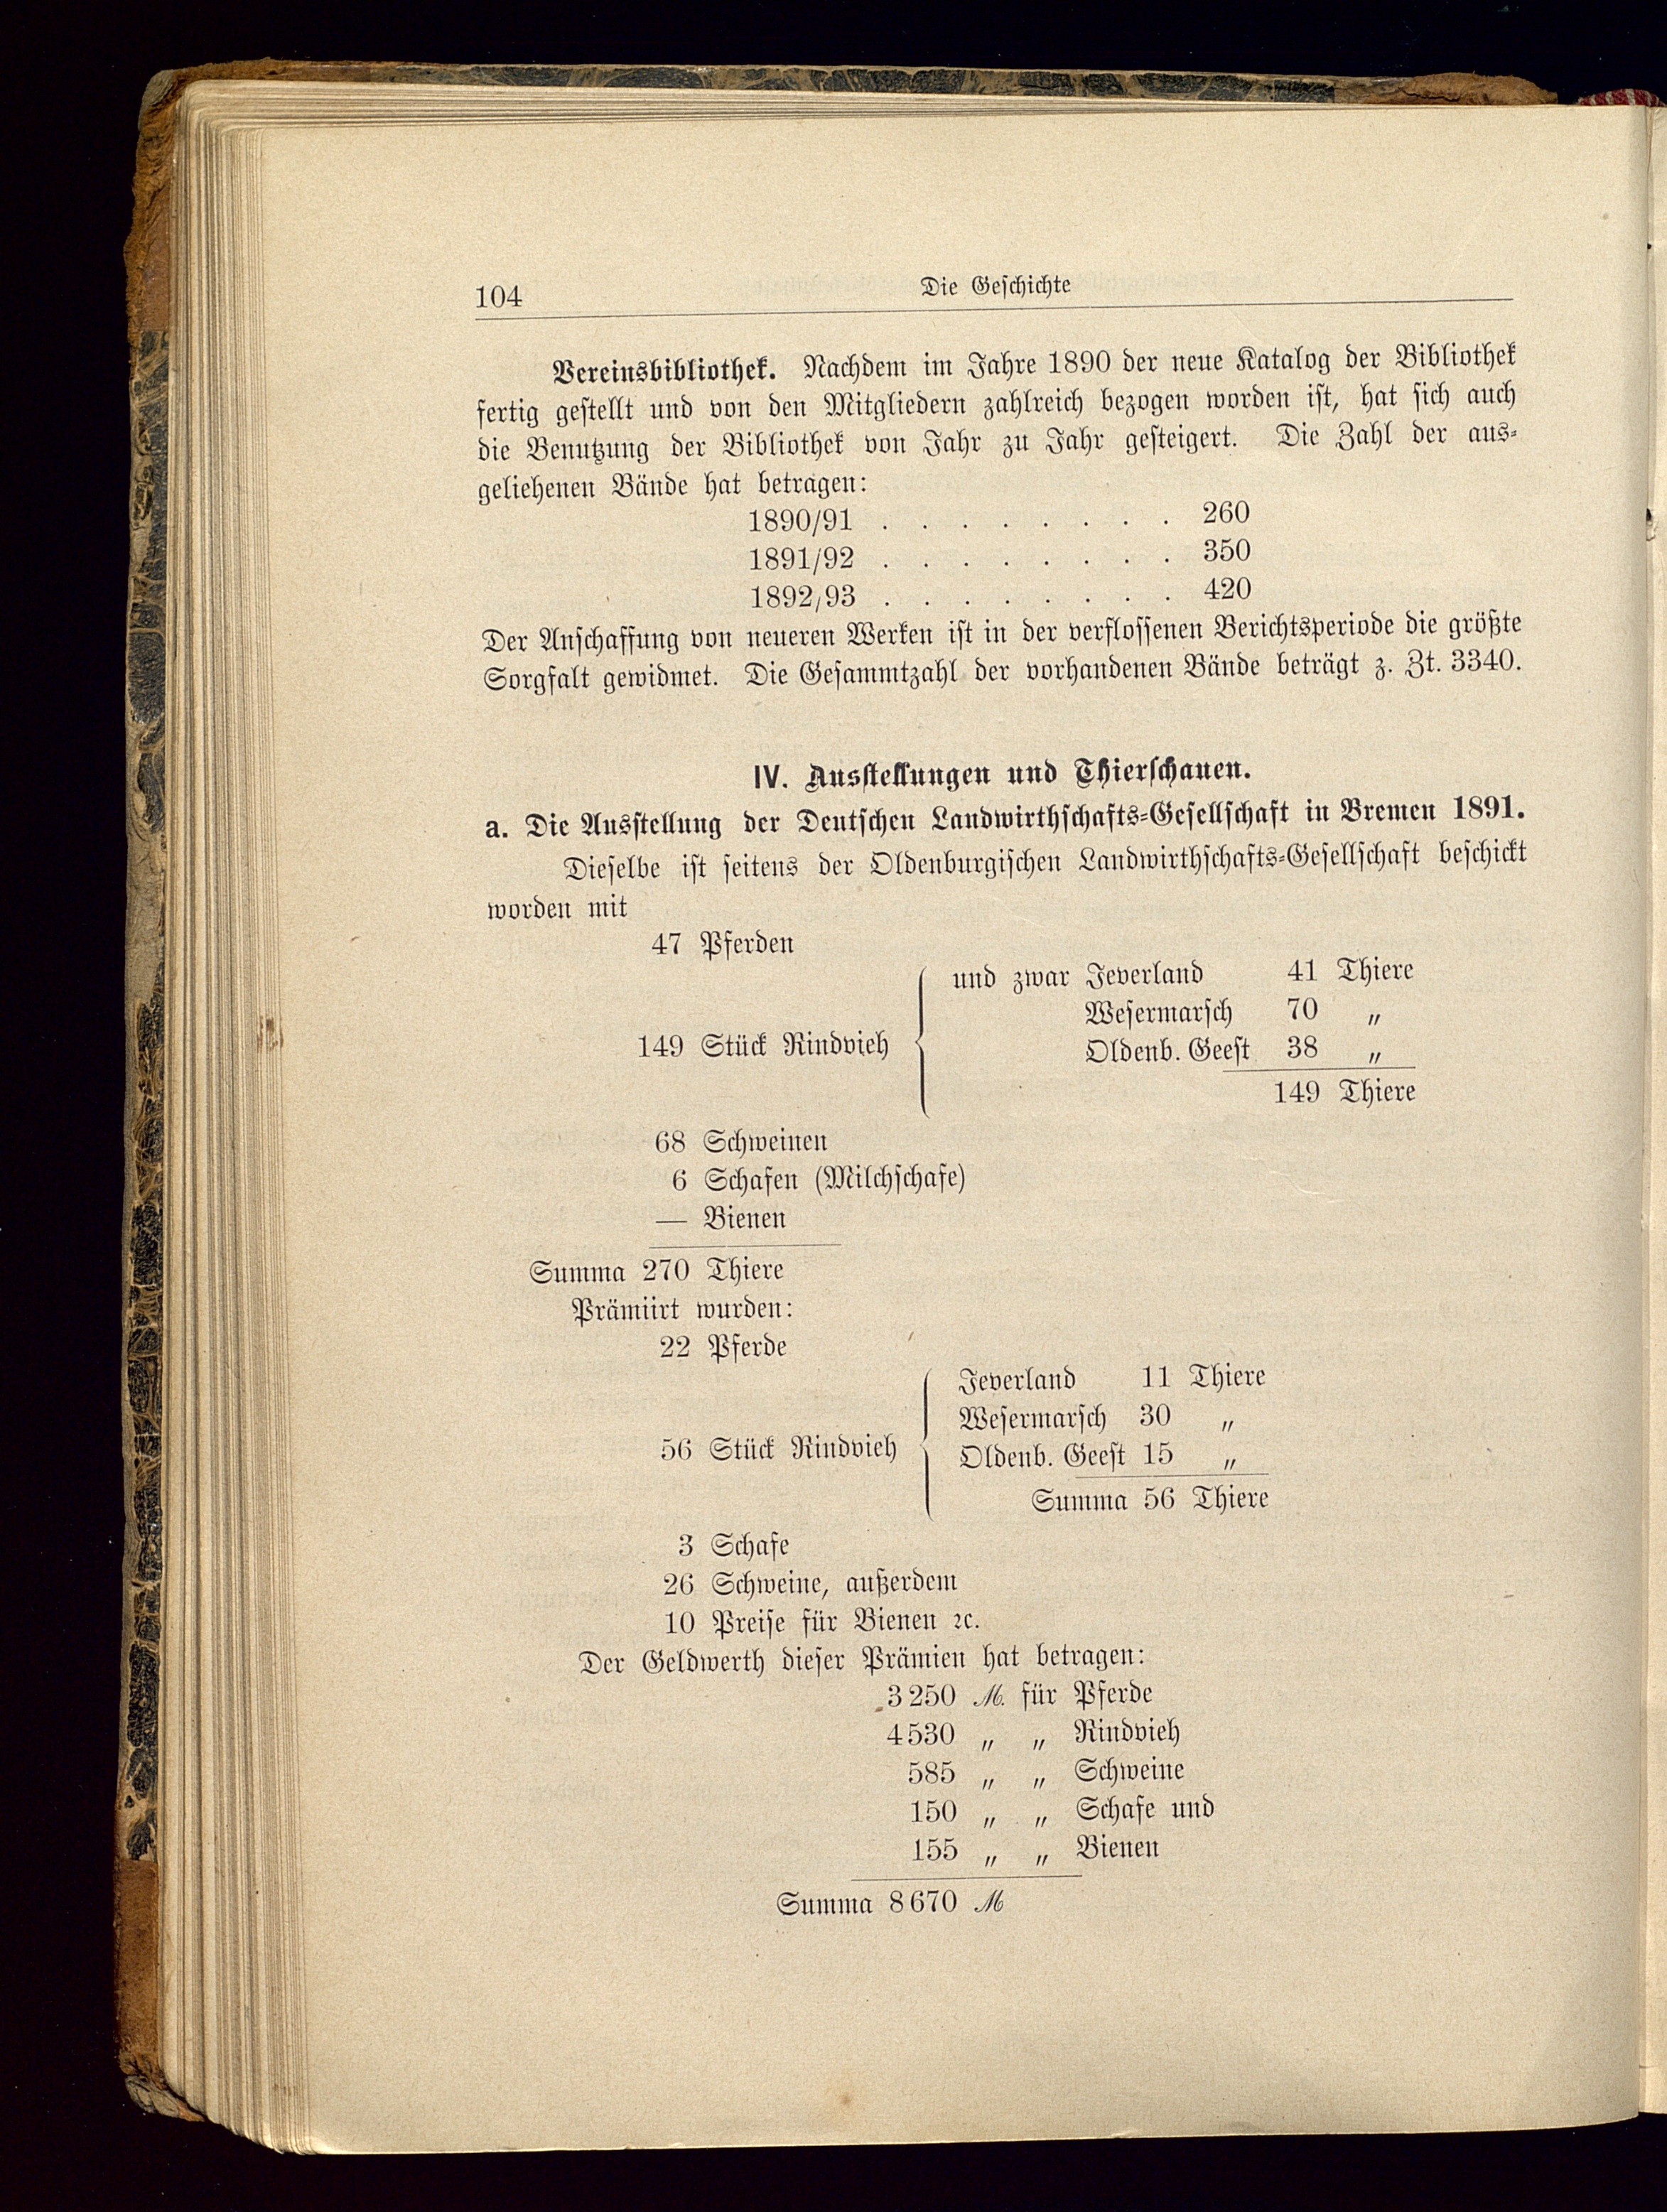 104
Die Geschichte
Vereinsbibliothek. Nachdem im Jahre 1890 der neue Katalog der Bibliothek
fertig gestellt und von den Mitgliedern zahlreich bezogen worden ist, hat sich auch
die Benutzung der Bibliothek von Jahr zu Jahr gesteigert. Die Zahl der aus-
geliehenen Bände hat betragen:
1890/91 . . . . . . . . 260
1891/92 . . . . . . . . 350
1892/93 . . . . . . . . 420
Der Anschaffung von neueren Werken ist in der verflossenen Berichtsperiode die größte
Sorgfalt gewidmet. Die Gesammtzahl der vorhandenen Bände beträgt z. Zt. 3340.
IV. Ausstellungen und Thierschauen.
a. Die Ausstellung der Deutschen Landwirthschafts-Gesellschaft in Bremen 1891.
Dieselbe ist seitens der Oldenburgischen Landwirthschafts-Gesellschaft beschickt
worden mit
47 Pferden
149 Stück Rindvieh
und zwar Jeverland 41 Thiere
Wesermarsch 70 „
Oldenb. Geest 38 „
149 Thiere
68 Schweinen
6 Schafen (Milchschafe)
— Bienen
Summa 270 Thiere
Prämiirt wurden:
22 Pferde
56 Stück Rindvieh
Jeverland 11 Thiere
Wesermarsch 30 „
Oldenb. Geest 15 „
Summa 56 Thiere
3 Schafe
26 Schweine, außerdem
10 Preise für Bienen ꝛc.
Der Geldwerth dieser Prämien hat betragen:
3 250 M. für Pferde
4 530 „ „ Rindvieh
585 „ „ Schweine
150 „ „ Schafe und
155 „ „ Bienen
Summa 8 670 M